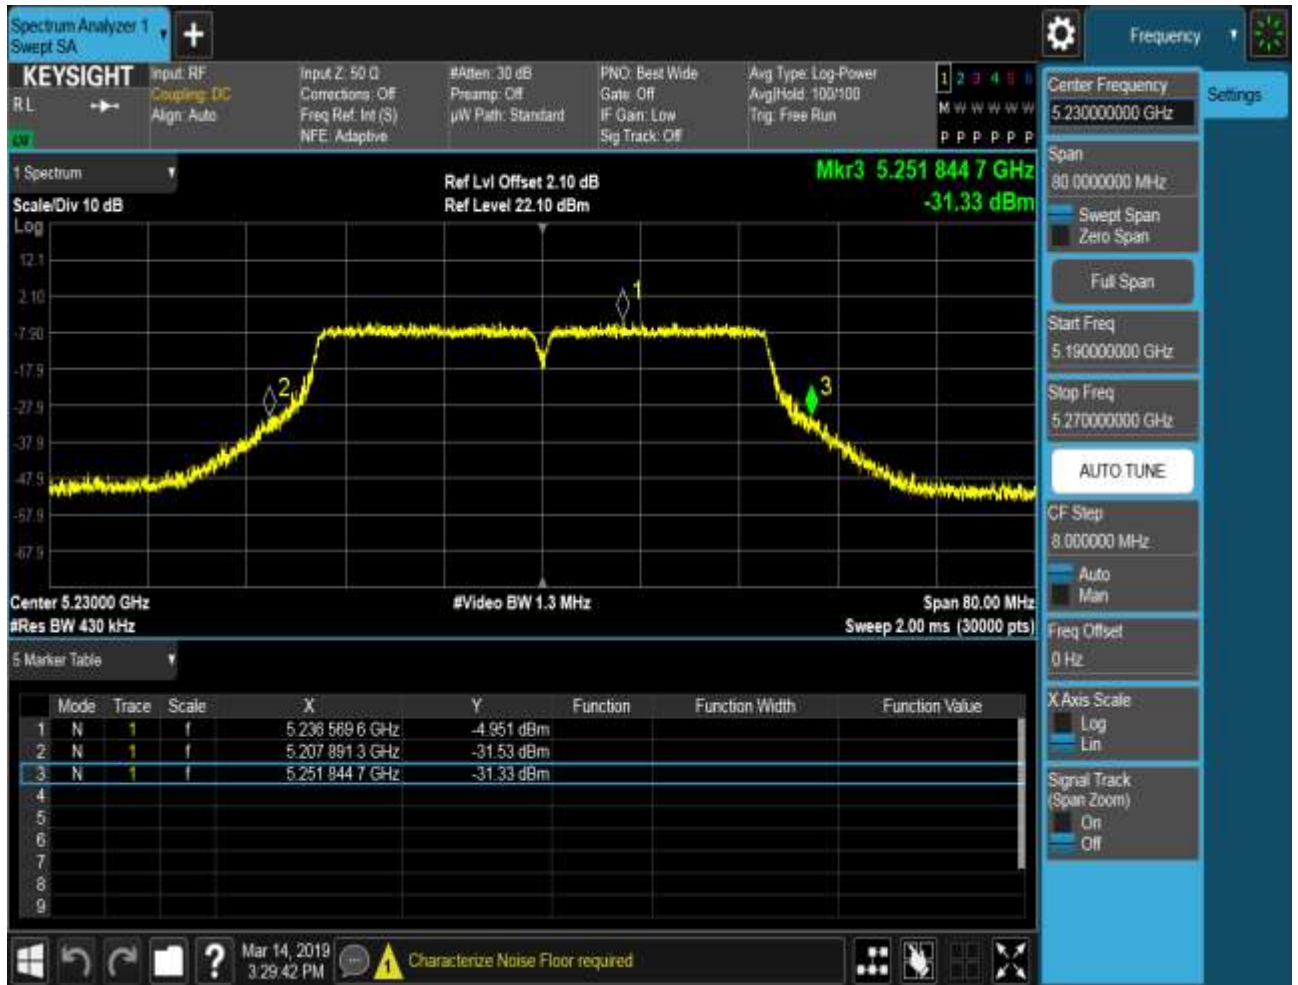 Spectrum Analyzer 1
Swept SA
Frequency
KEYSIGHT
RL
Input: RF
Coupling: DC
Align: Auto
Input Z: 50 Ω
Corrections: Off
Freq Ref: Int (S)
NFE: Adaptive
#Atten: 30 dB
Preamp: Off
µW Path: Standard
PNO: Best Wide
Gate: Off
IF Gain: Low
Sig Track: Off
Avg Type: Log-Power
Avg|Hold: 100/100
Trig: Free Run
1 2 3 4 5 6
M W W W W W
P P P P P P
1 Spectrum
Scale/Div 10 dB
Ref Lvl Offset 2.10 dB
Ref Level 22.10 dBm
Mkr3 5.251 844 7 GHz
-31.33 dBm
Log
12.1
2.10
-7.90
-17.9
-27.9
-37.9
-47.9
-57.9
-67.9
1
2
3
Center 5.23000 GHz
#Video BW 1.3 MHz
Span 80.00 MHz
#Res BW 430 kHz
Sweep 2.00 ms (30000 pts)
5 Marker Table
Mode Trace Scale X Y Function Function Width Function Value
1 N 1 f 5.236 569 6 GHz -4.951 dBm
2 N 1 f 5.207 891 3 GHz -31.53 dBm
3 N 1 f 5.251 844 7 GHz -31.33 dBm
4
5
6
7
8
9
Mar 14, 2019
3:29:42 PM
1
Characterize Noise Floor required
Center Frequency
5.230000000 GHz
Settings
Span
80.0000000 MHz
Swept Span
Zero Span
Full Span
Start Freq
5.190000000 GHz
Stop Freq
5.270000000 GHz
AUTO TUNE
CF Step
8.000000 MHz
Auto
Man
Freq Offset
0 Hz
X Axis Scale
Log
Lin
Signal Track
(Span Zoom)
On
Off